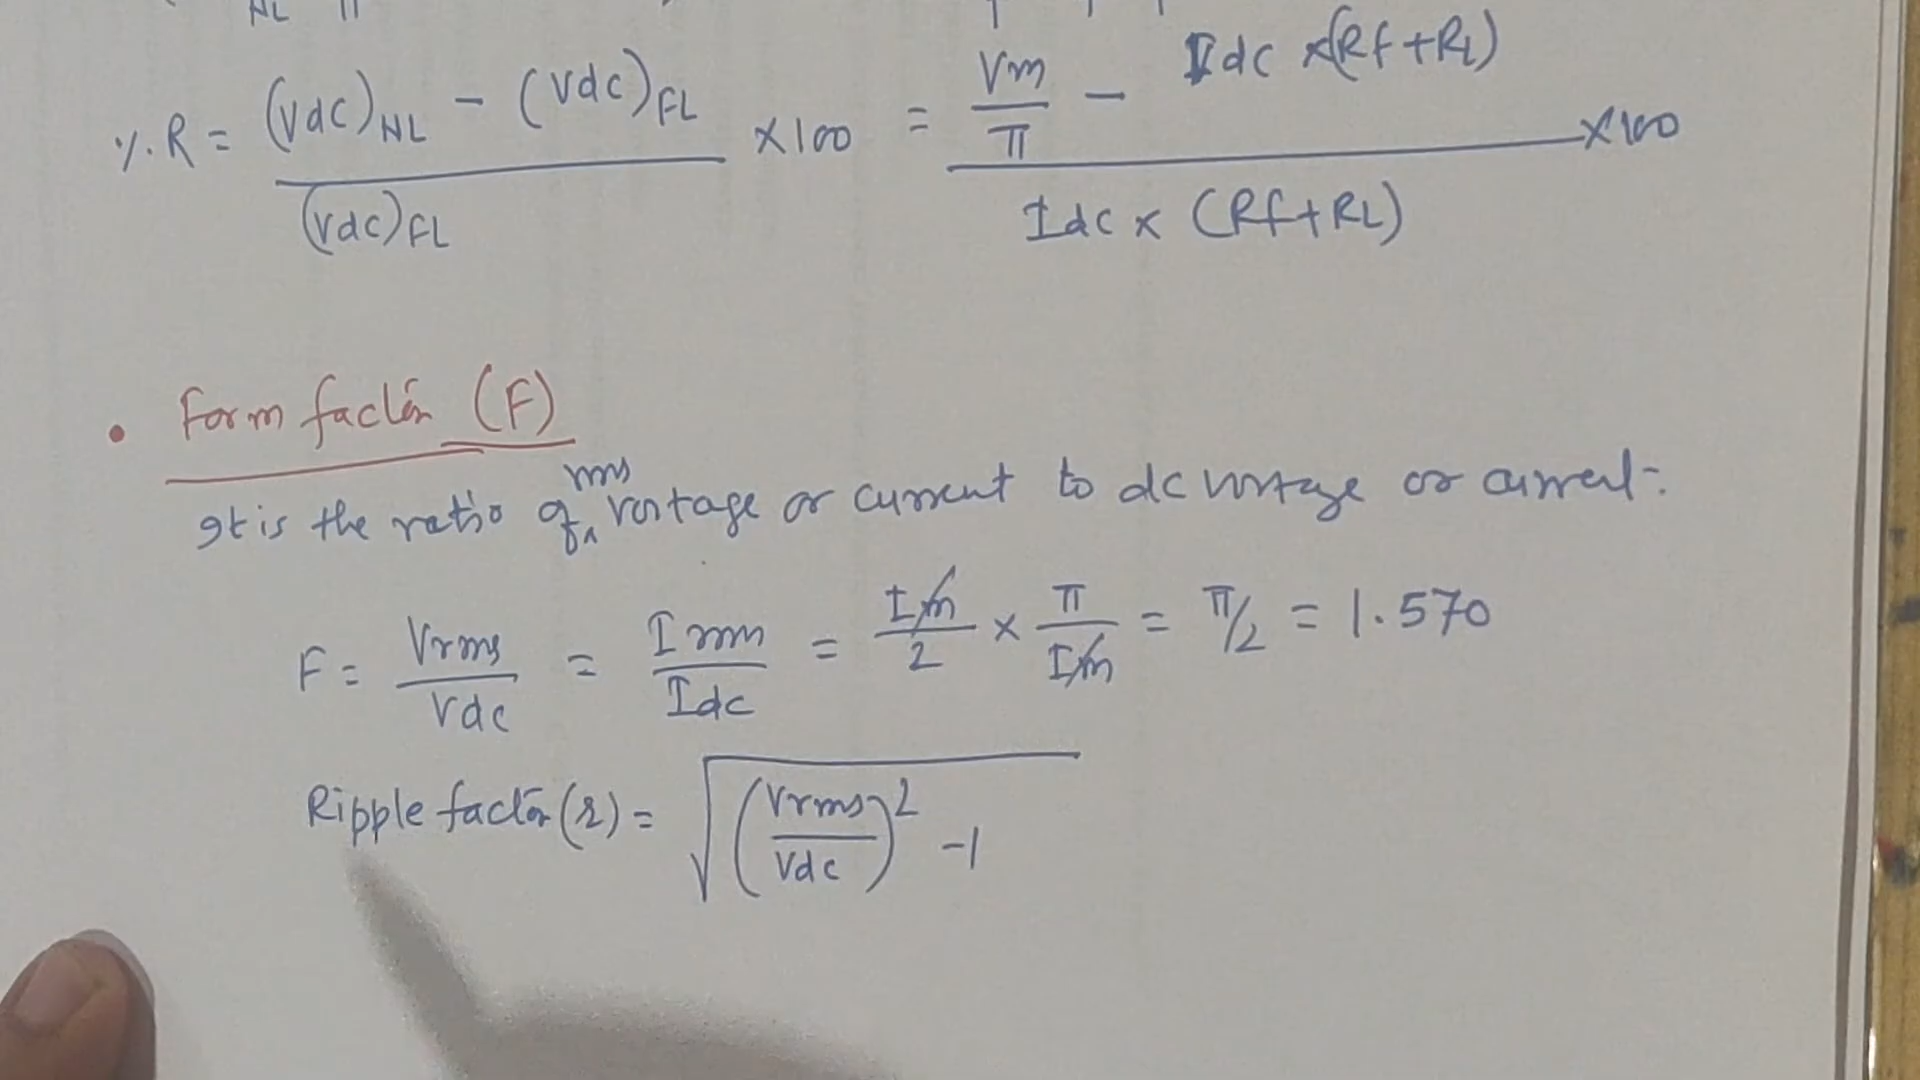 NL π
%R = (Vdc)NL - (Vdc)FL / (Vdc)FL ×100 = Vm/π - Idc ×(Rf+RL) / Idc × (Rf+RL) ×100
• Form factor (F)
It is the ratio of rms voltage or current to dc voltage or current.
F = Vrms/Vdc = Irms/Idc = Im/2 × π/Im = π/2 = 1.570
Ripple factor (r) = √((Vrms/Vdc)² -1)